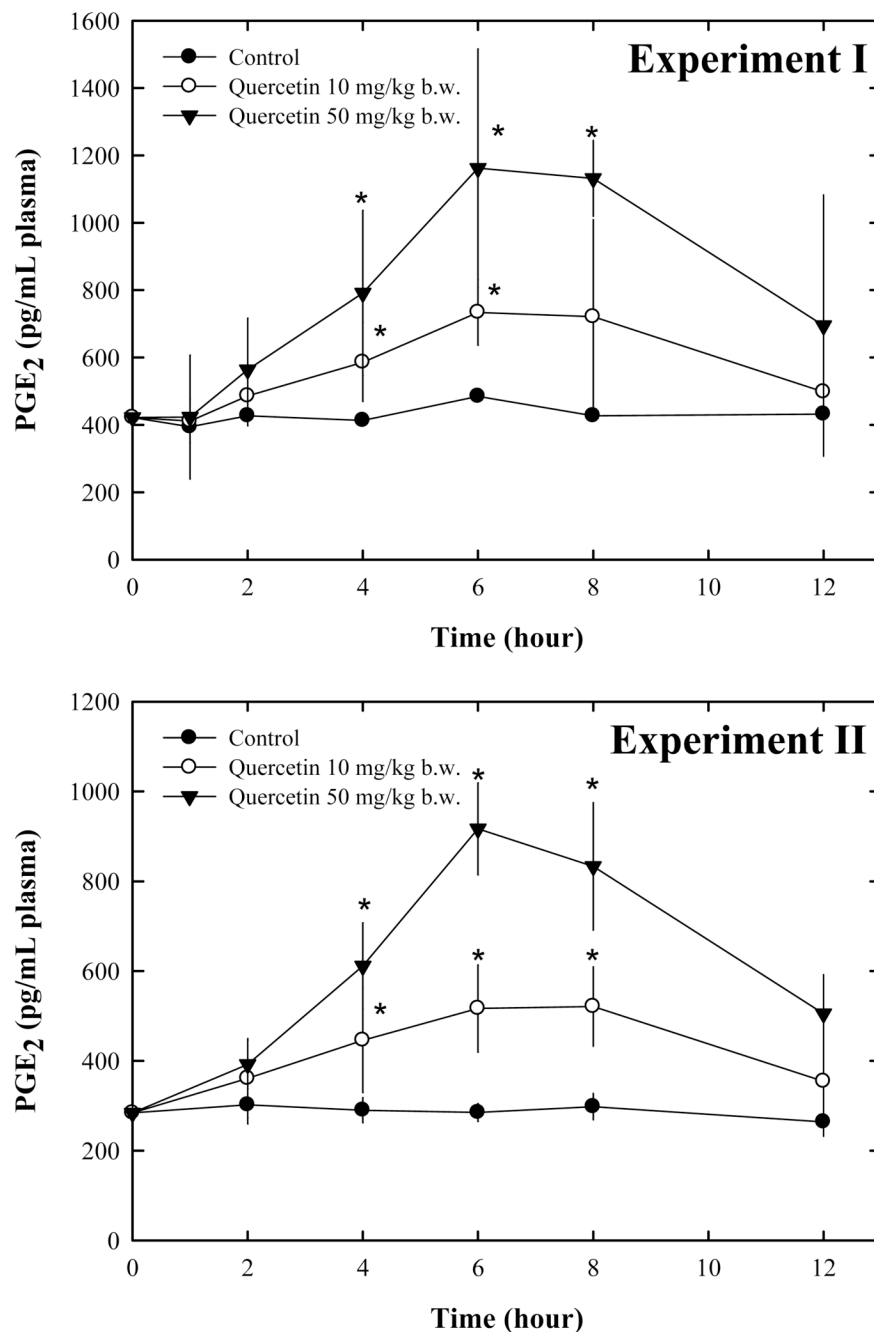 Experiment I
Control
Quercetin 10 mg/kg b.w.
Quercetin 50 mg/kg b.w.
PGE2 (pg/mL plasma)
1600
1400
1200
1000
800
600
400
200
0
* * * * *
0 2 4 6 8 10 12
Time (hour)
Experiment II
Control
Quercetin 10 mg/kg b.w.
Quercetin 50 mg/kg b.w.
PGE2 (pg/mL plasma)
1200
1000
800
600
400
200
0
* * * * * *
0 2 4 6 8 10 12
Time (hour)